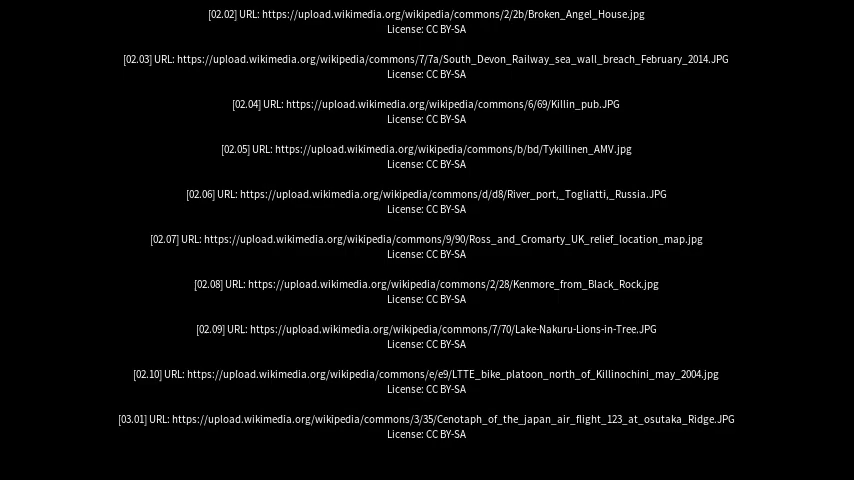 [02.02] URL: https://upload.wikimedia.org/wikipedia/commons/2/2b/Broken_Angel_House.jpg
License: CC BY-SA
[02.03] URL: https://upload.wikimedia.org/wikipedia/commons/7/7a/South_Devon_Railway_sea_wall_breach_February_2014.JPG
License: CC BY-SA
[02.04] URL: https://upload.wikimedia.org/wikipedia/commons/6/69/Killin_pub.JPG
License: CC BY-SA
[02.05] URL: https://upload.wikimedia.org/wikipedia/commons/b/bd/Tykillinen_AMV.jpg
License: CC BY-SA
[02.06] URL: https://upload.wikimedia.org/wikipedia/commons/d/d8/River_port,_Togliatti,_Russia.JPG
License: CC BY-SA
[02.07] URL: https://upload.wikimedia.org/wikipedia/commons/9/90/Ross_and_Cromarty_UK_relief_location_map.jpg
License: CC BY-SA
[02.08] URL: https://upload.wikimedia.org/wikipedia/commons/2/28/Kenmore_from_Black_Rock.jpg
License: CC BY-SA
[02.09] URL: https://upload.wikimedia.org/wikipedia/commons/7/70/Lake-Nakuru-Lions-in-Tree.JPG
License: CC BY-SA
[02.10] URL: https://upload.wikimedia.org/wikipedia/commons/e/e9/LTTE_bike_platoon_north_of_Killinochini_may_2004.jpg
License: CC BY-SA
[03.01] URL: https://upload.wikimedia.org/wikipedia/commons/3/35/Cenotaph_of_the_japan_air_flight_123_at_osutaka_Ridge.JPG
License: CC BY-SA